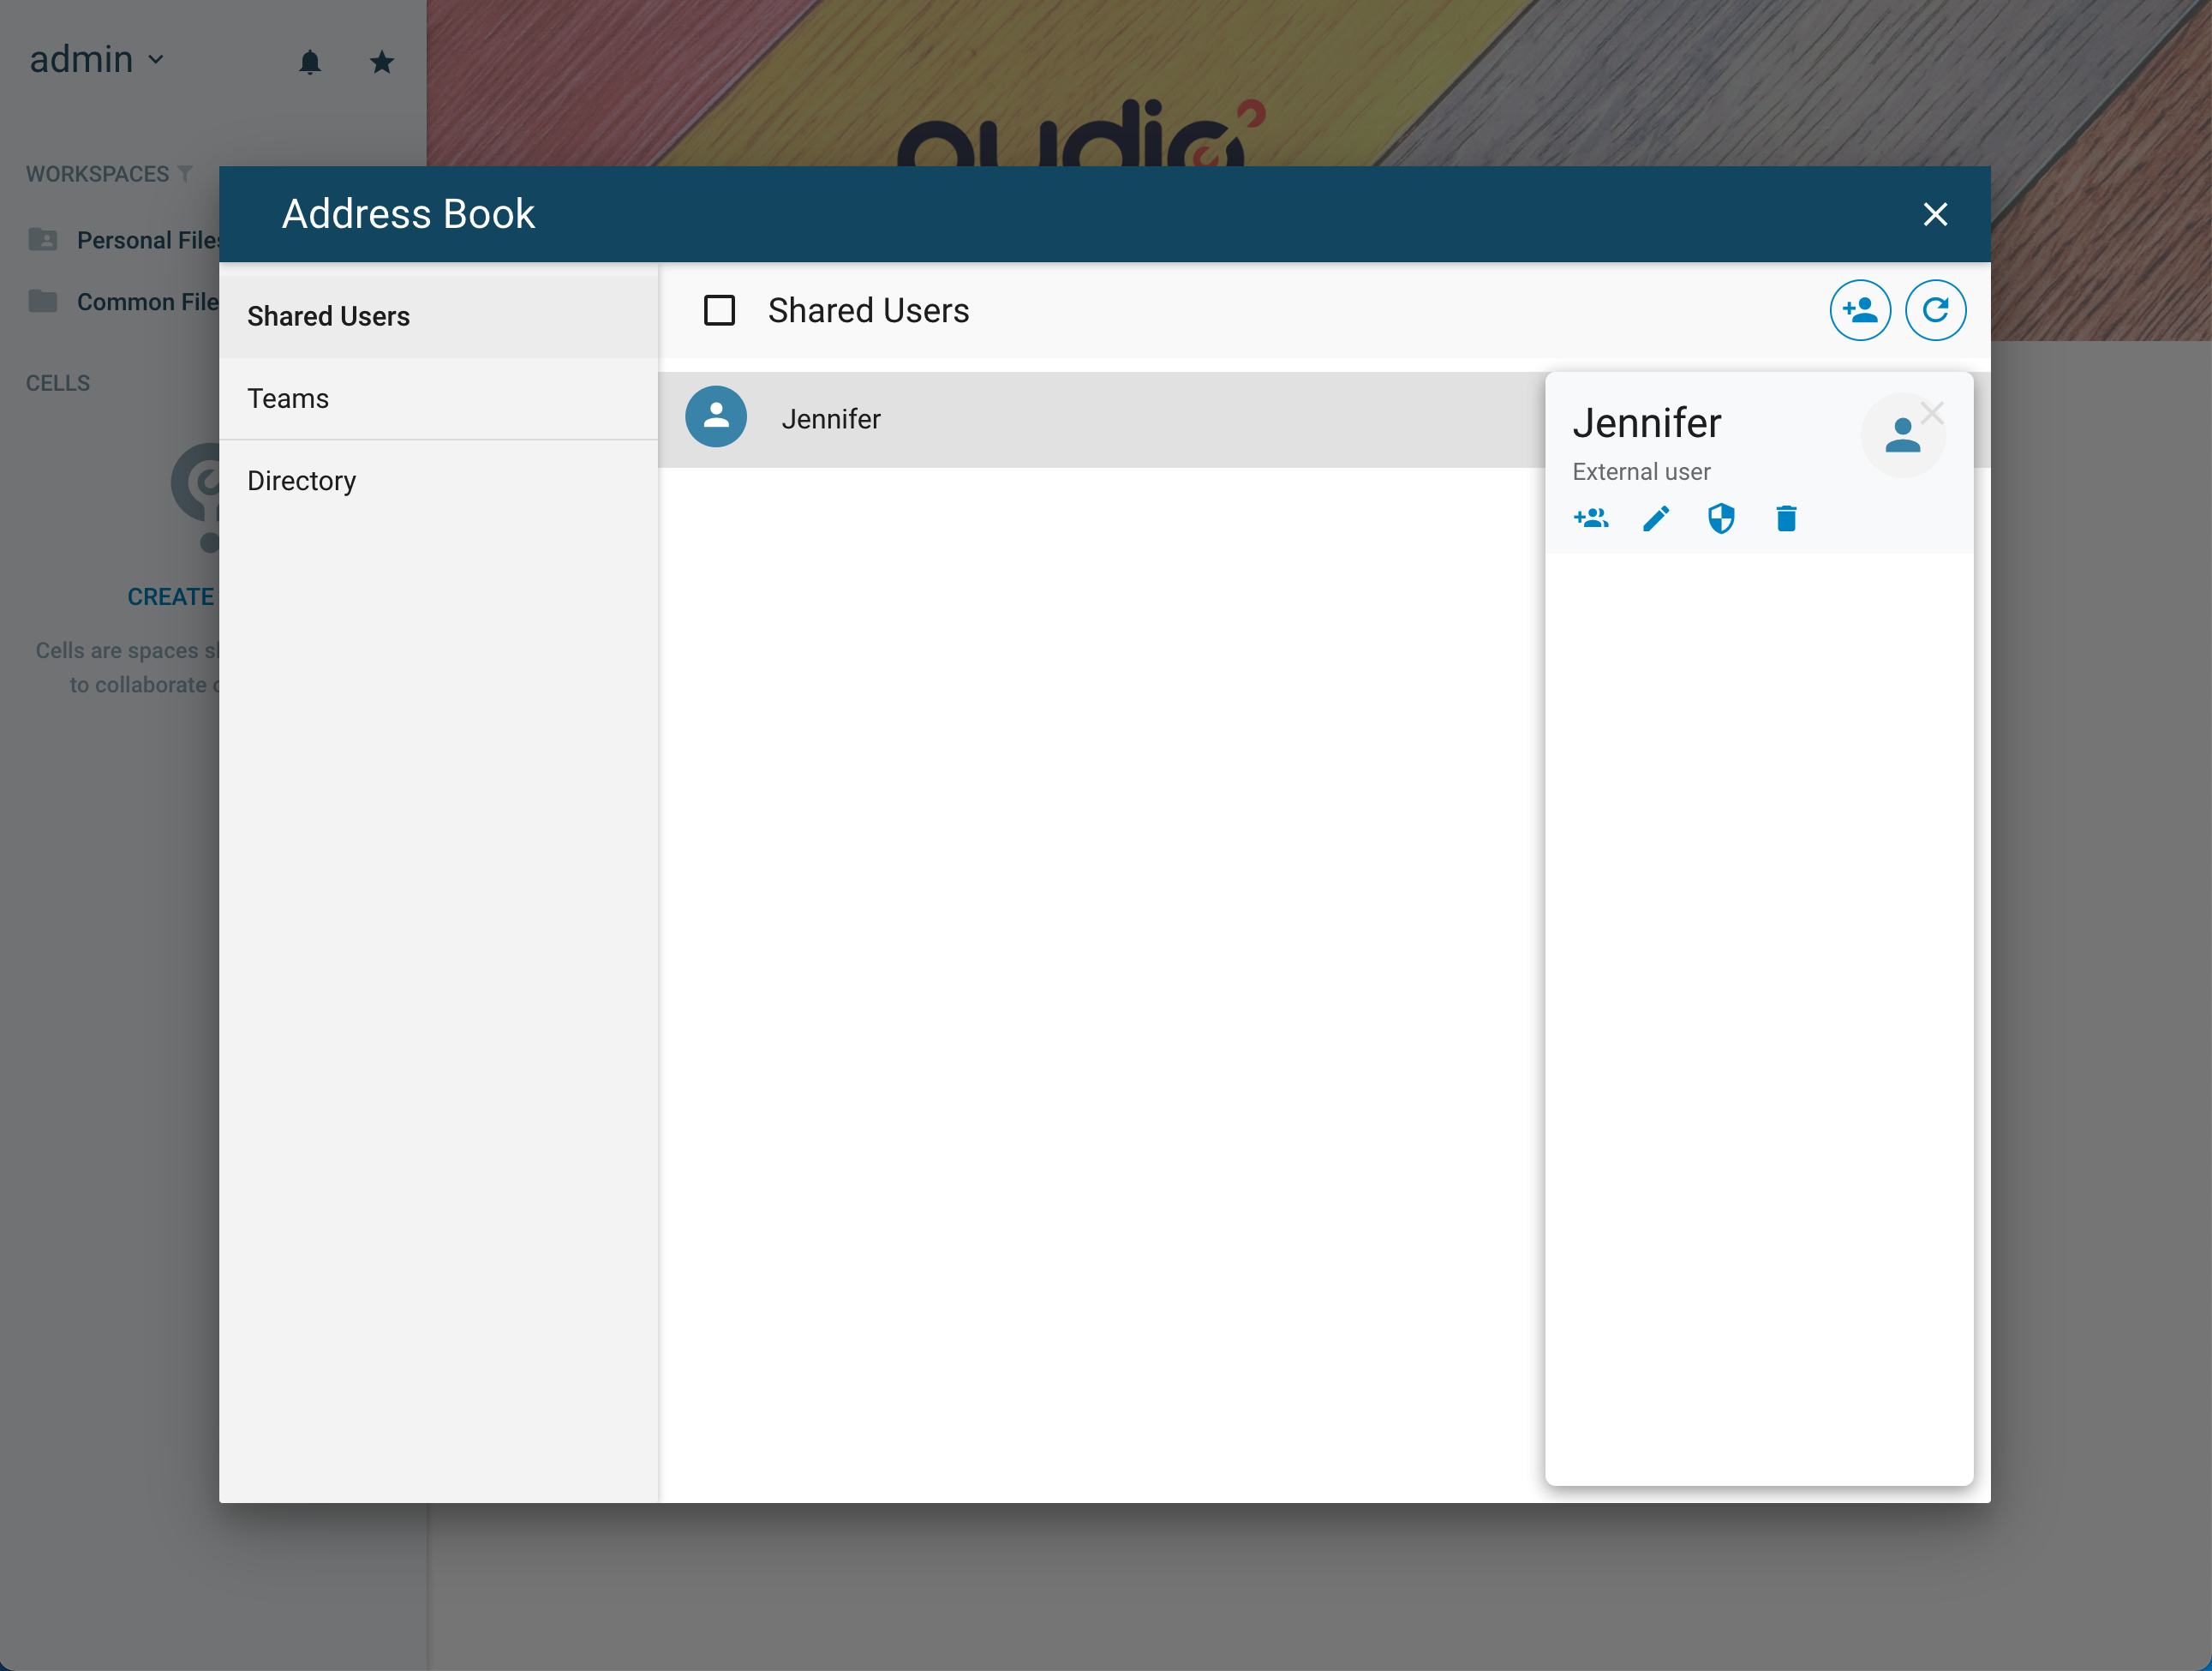 admin
WORKSPACES
Personal Files
Common File
CELLS
CREATE
Cells are spaces
to collaborate
Address Book
Shared Users
Teams
Directory
Shared Users
Jennifer
Jennifer
External user